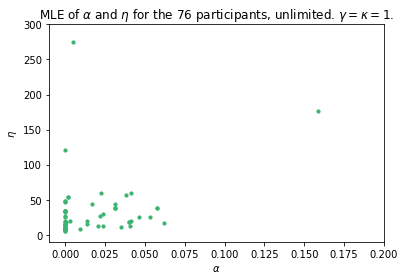 MLE of α and η for the 76 participants, unlimited. γ = κ = 1.
300
250
200
150
100
50
0
η
0.000 0.025 0.050 0.075 0.100 0.125 0.150 0.175 0.200
α